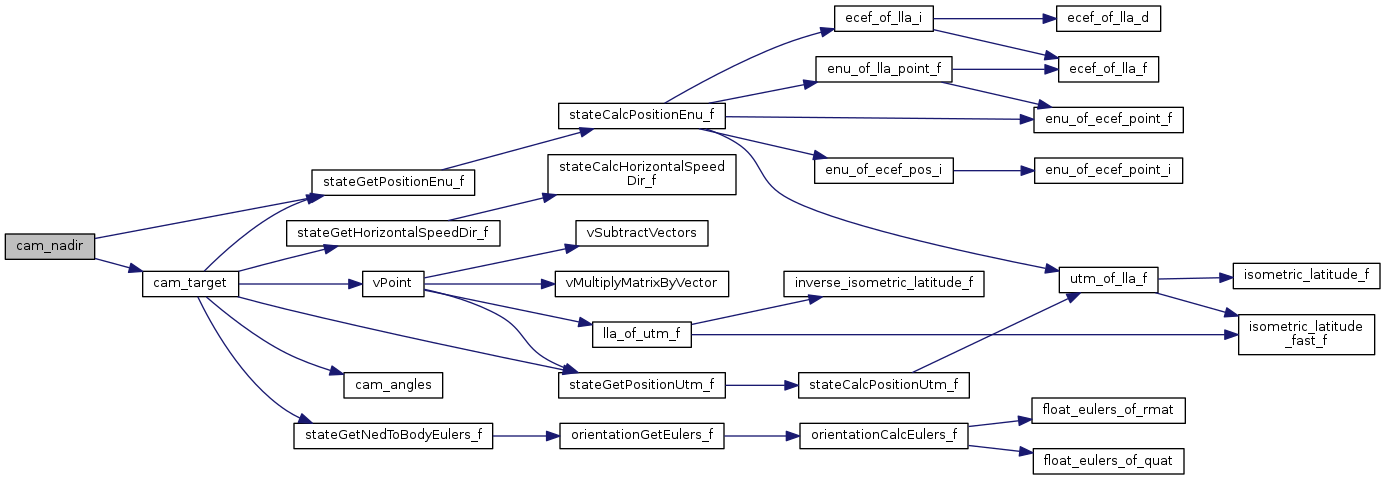 ecef_of_lla_i
ecef_of_lla_d
enu_of_lla_point_f
ecef_of_lla_f
stateCalcPositionEnu_f
enu_of_ecef_point_f
stateCalcHorizontalSpeed
Dir_f
enu_of_ecef_pos_i
enu_of_ecef_point_i
stateGetPositionEnu_f
stateGetHorizontalSpeedDir_f
vSubtractVectors
cam_nadir
cam_target
vPoint
vMultiplyMatrixByVector
inverse_isometric_latitude_f
utm_of_lla_f
isometric_latitude_f
lla_of_utm_f
isometric_latitude
_fast_f
cam_angles
stateGetPositionUtm_f
stateCalcPositionUtm_f
stateGetNedToBodyEulers_f
orientationGetEulers_f
orientationCalcEulers_f
float_eulers_of_rmat
float_eulers_of_quat